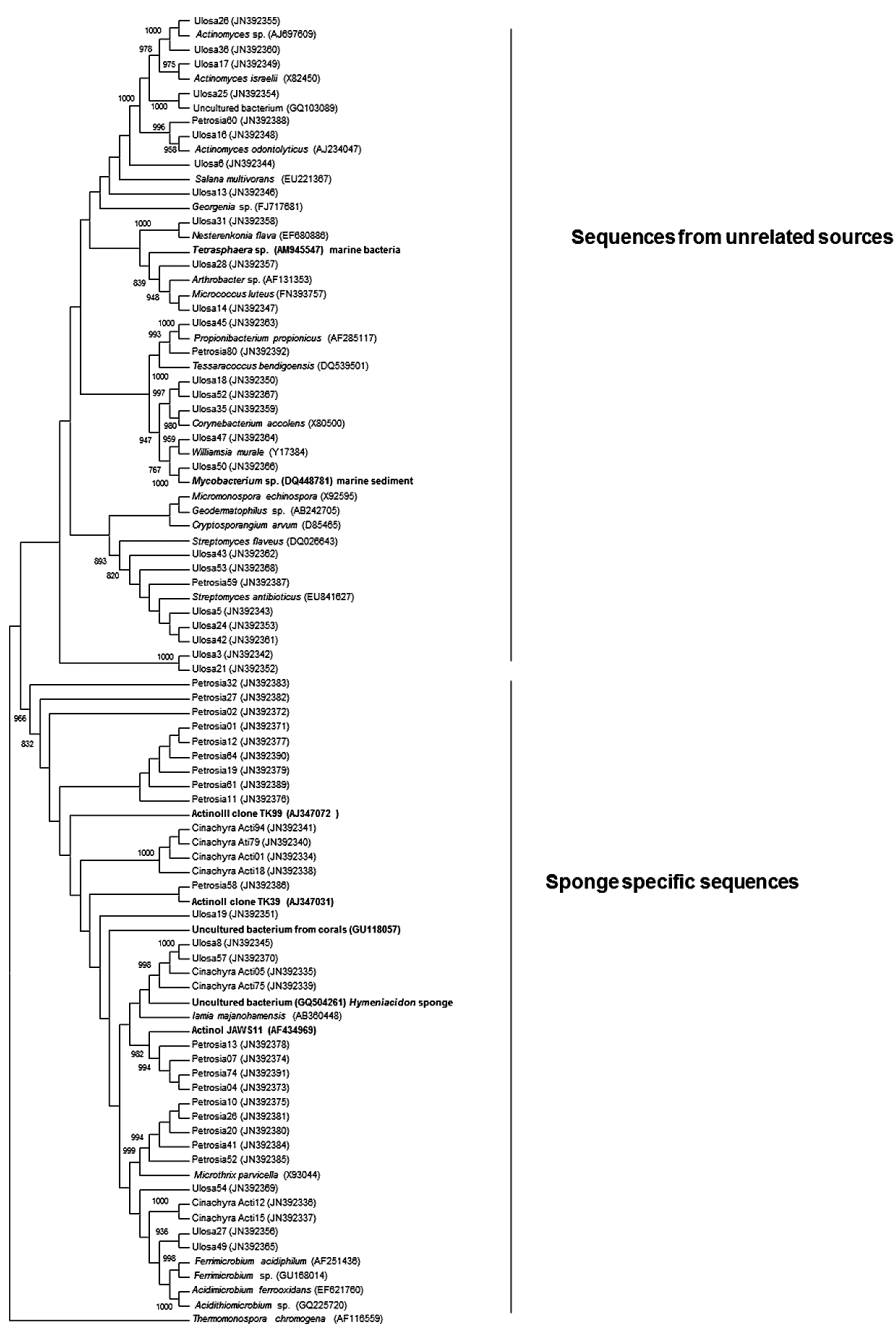 Ulosa26 (JN392355)
1000
Actinomyces sp. (AJ697609)
978
Ulosa36 (JN392360)
975
Ulosa17 (JN392349)
Actinomyces israelii (X82450)
1000
Ulosa25 (JN392354)
1000
Uncultured bacterium (GQ103089)
Petrosia60 (JN392388)
996
Ulosa16 (JN392348)
958
Actinomyces odontolyticus (AJ234047)
Ulosa6 (JN392344)
Salana multivorans (EU221367)
Ulosa13 (JN392346)
Georgenia sp. (FJ717681)
1000
Ulosa31 (JN392358)
Nesterenkonia flava (EF680886)
Sequences from unrelated sources
Tetrasphaera sp. (AM945547) marine bacteria
Ulosa28 (JN392357)
839
Arthrobacter sp. (AF131353)
948
Micrococcus luteus (FN393757)
Ulosa14 (JN392347)
1000
Ulosa45 (JN392363)
993
Propionibacterium propionicus (AF285117)
Petrosia80 (JN392392)
Tessaracoccus bendigoensis (DQ539501)
1000
Ulosa18 (JN392350)
997
Ulosa52 (JN392367)
Ulosa35 (JN392359)
980
Corynebacterium accolens (X80500)
947
959
Ulosa47 (JN392364)
Williamsia murale (Y17384)
767
Ulosa50 (JN392366)
1000
Mycobacterium sp. (DQ448781) marine sediment
Micromonospora echinospora (X92595)
Geodermatophilus sp. (AB242705)
Cryptosporangium arvum (D85465)
Streptomyces flaveus (DQ026643)
893
Ulosa43 (JN392362)
820
Ulosa53 (JN392368)
Petrosia59 (JN392387)
Streptomyces antibioticus (EU841627)
Ulosa5 (JN392343)
Ulosa24 (JN392353)
Ulosa42 (JN392361)
1000
Ulosa3 (JN392342)
Ulosa21 (JN392352)
Petrosia32 (JN392383)
966
Petrosia27 (JN392382)
Petrosia02 (JN392372)
832
Petrosia01 (JN392371)
Petrosia12 (JN392377)
Petrosia64 (JN392390)
Petrosia19 (JN392379)
Petrosia61 (JN392389)
Petrosia11 (JN392376)
ActinoIII clone TK99 (AJ347072 )
Cinachyra Acti94 (JN392341)
Cinachyra Ati79 (JN392340)
1000
Cinachyra Acti01 (JN392334)
Cinachyra Acti18 (JN392338)
Petrosia58 (JN392386)
Sponge specific sequences
ActinoII clone TK39 (AJ347031)
Ulosa19 (JN392351)
Uncultured bacterium from corals (GU118057)
1000
Ulosa8 (JN392345)
Ulosa57 (JN392370)
998
Cinachyra Acti05 (JN392335)
Cinachyra Acti75 (JN392339)
Uncultured bacterium (GQ504261) Hymeniacidon sponge
Iamia majanohamensis (AB360448)
ActinoI JAWS11 (AF434969)
Petrosia13 (JN392378)
982
Petrosia07 (JN392374)
994
Petrosia74 (JN392391)
Petrosia04 (JN392373)
Petrosia10 (JN392375)
Petrosia26 (JN392381)
Petrosia20 (JN392380)
994
Petrosia41 (JN392384)
999
Petrosia52 (JN392385)
Microthrix parvicella (X93044)
Ulosa54 (JN392369)
1000
Cinachyra Acti12 (JN392336)
Cinachyra Acti15 (JN392337)
936
Ulosa27 (JN392356)
Ulosa49 (JN392365)
998
Ferrimicrobium acidiphilum (AF251436)
Ferrimicrobium sp. (GU168014)
Acidimicrobium ferrooxidans (EF621760)
1000
Acidithiomicrobium sp. (GQ225720)
Thermomonospora chromogena (AF116559)